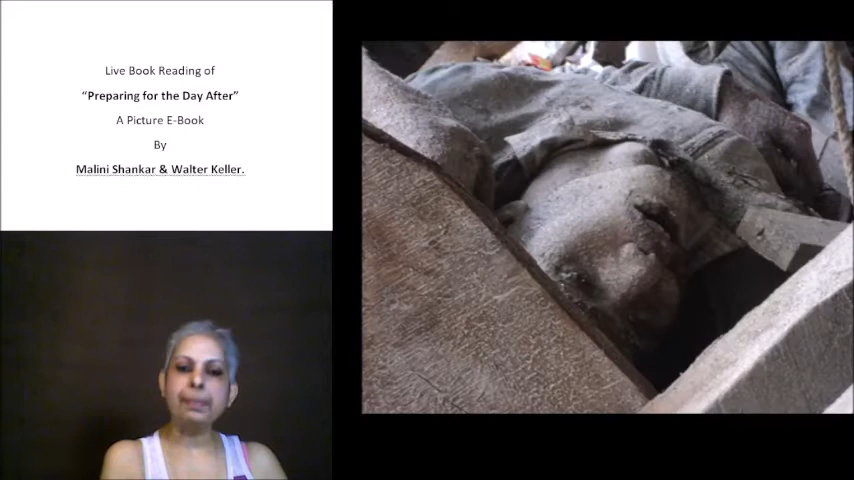 Live Book Reading of
“Preparing for the Day After”
A Picture E-Book
By
Malini Shankar & Walter Keller.